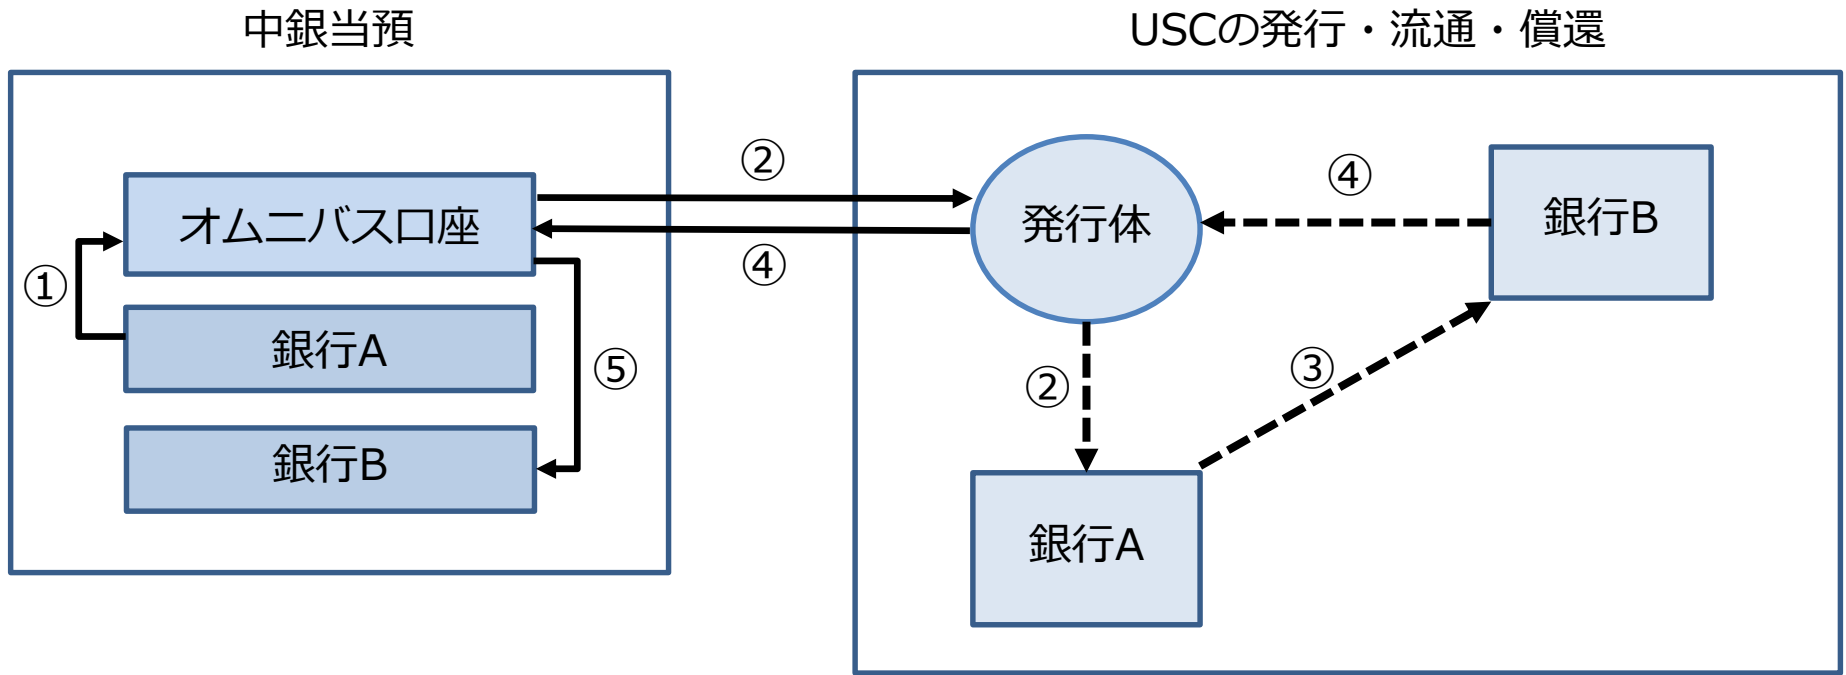 中銀当預
USCの発行・流通・償還
オムニバス口座
銀行A
銀行B
①
⑤
②
④
発行体
銀行B
銀行A
②
③
④